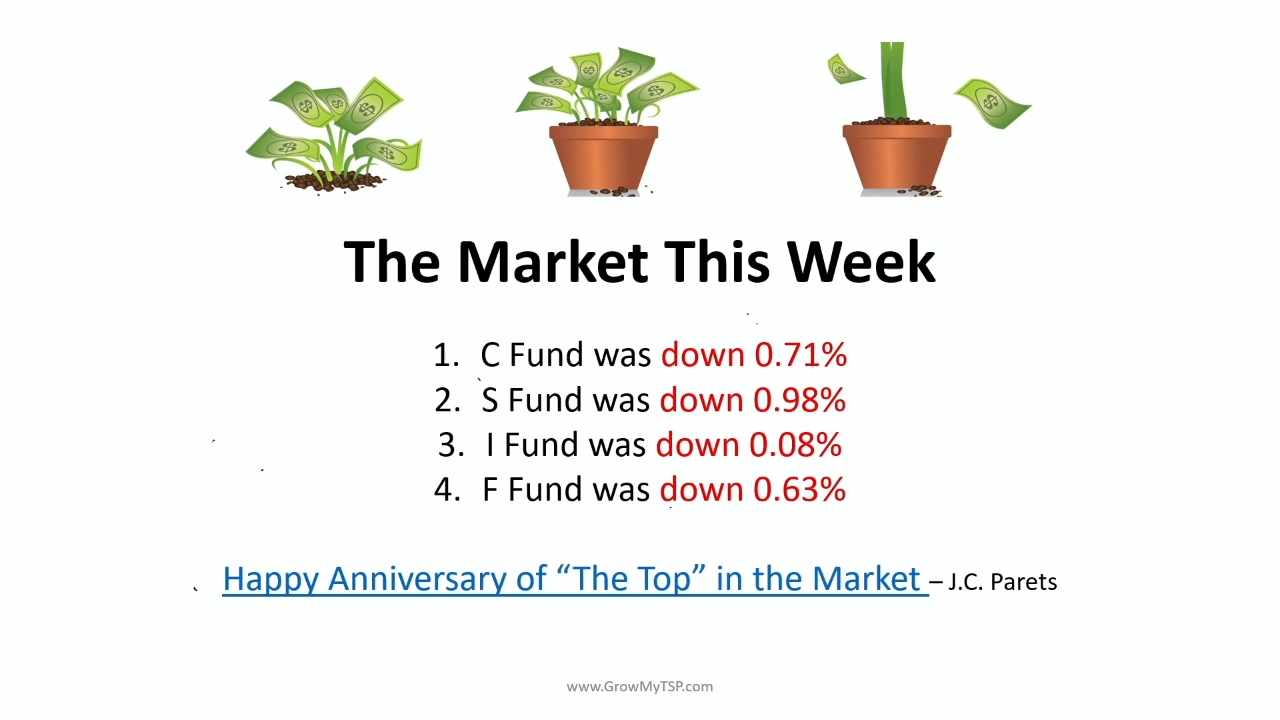 The Market This Week
1. C Fund was down 0.71%
2. S Fund was down 0.98%
3. I Fund was down 0.08%
4. F Fund was down 0.63%
Happy Anniversary of “The Top” in the Market – J.C. Parets
www.GrowMyTSP.com